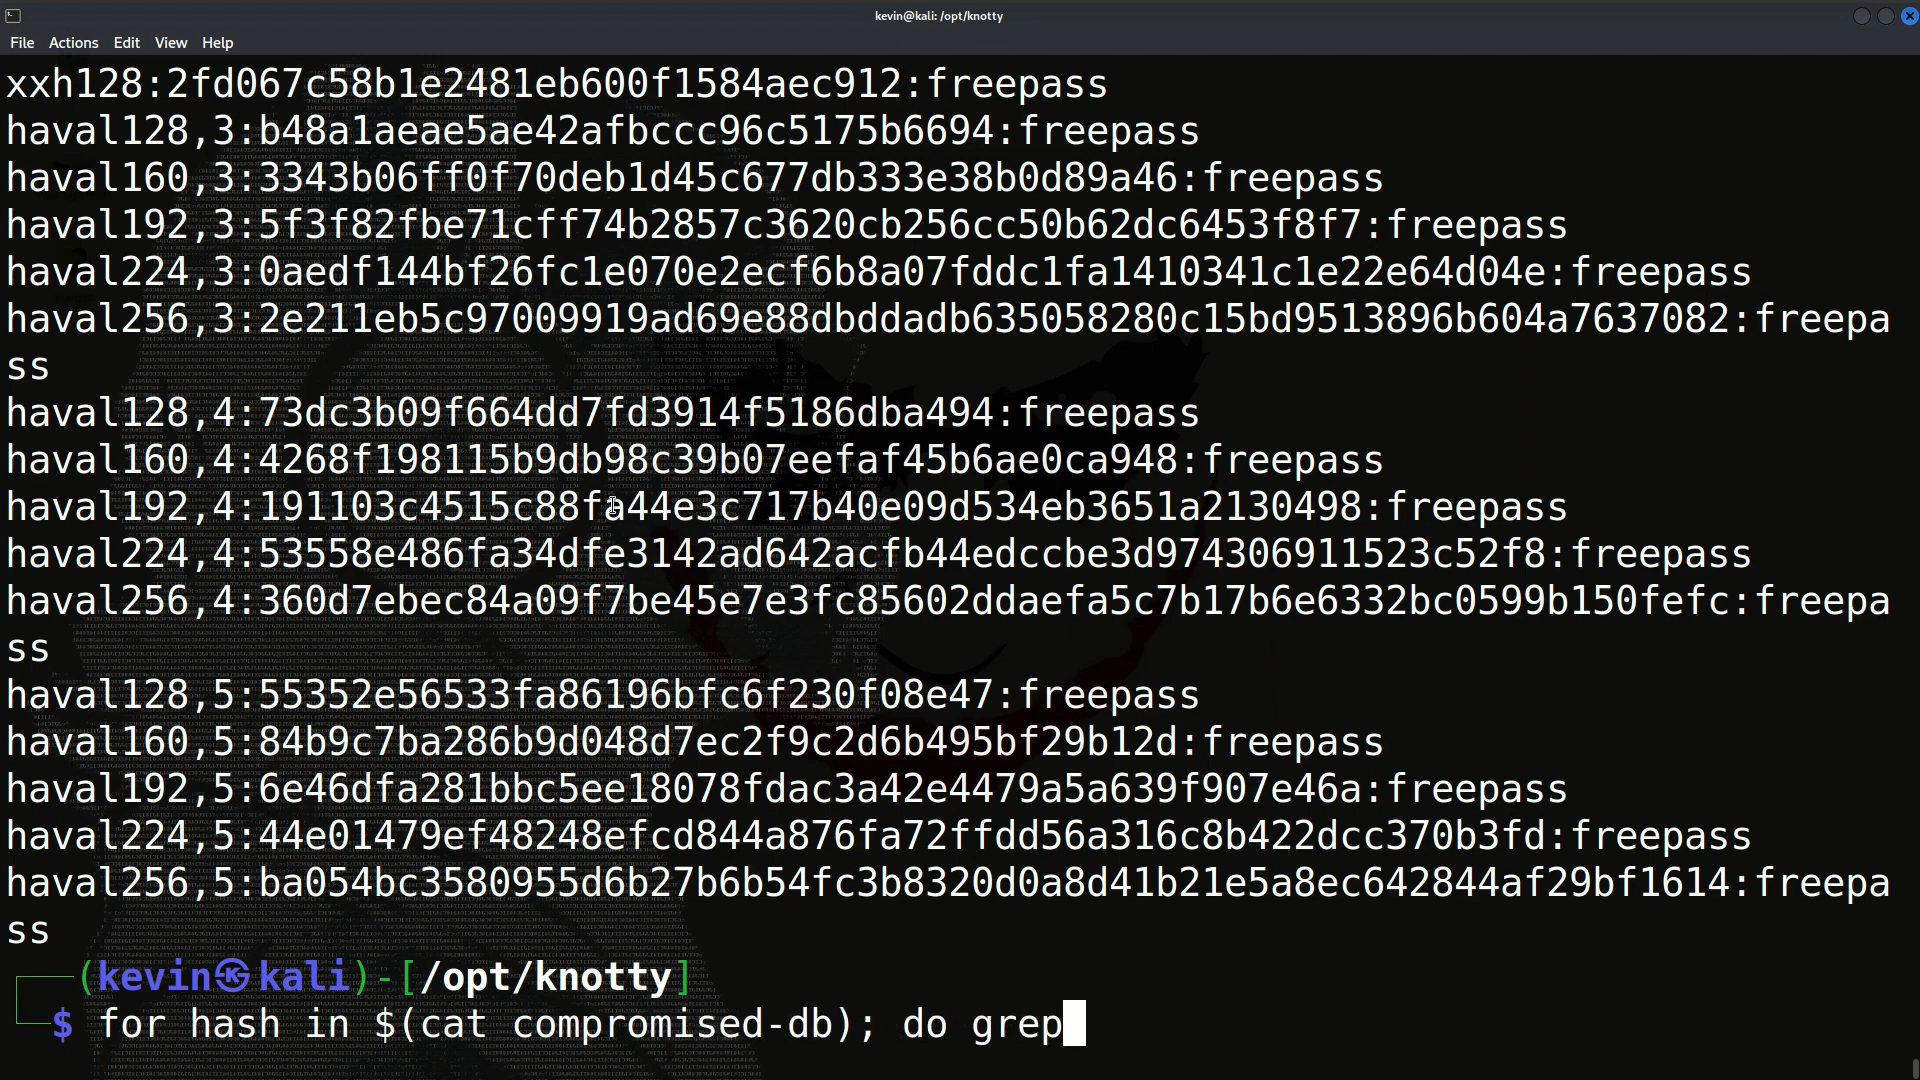 kevin@kali: /opt/knotty
File Actions Edit View Help
xxh128:2fd067c58b1e2481eb600f1584aec912:freepass
haval128,3:b48a1aeae5ae42afbccc96c5175b6694:freepass
haval160,3:3343b06ff0f70deb1d45c677db333e38b0d89a46:freepass
haval192,3:5f3f82fbe71cff74b2857c3620cb256cc50b62dc6453f8f7:freepass
haval224,3:0aedf144bf26fc1e070e2ecf6b8a07fddc1fa1410341c1e22e64d04e:freepass
haval256,3:2e211eb5c97009919ad69e88dbddadb635058280c15bd9513896b604a7637082:freepa
ss
haval128,4:73dc3b09f664dd7fd3914f5186dba494:freepass
haval160,4:4268f198115b9db98c39b07eefaf45b6ae0ca948:freepass
haval192,4:191103c4515c88fa44e3c717b40e09d534eb3651a2130498:freepass
haval224,4:53558e486fa34dfe3142ad642acfb44edccbe3d974306911523c52f8:freepass
haval256,4:360d7ebec84a09f7be45e7e3fc85602ddaefa5c7b17b6e6332bc0599b150fefc:freepa
ss
haval128,5:55352e56533fa86196bfc6f230f08e47:freepass
haval160,5:84b9c7ba286b9d048d7ec2f9c2d6b495bf29b12d:freepass
haval192,5:6e46dfa281bbc5ee18078fdac3a42e4479a5a639f907e46a:freepass
haval224,5:44e01479ef48248efcd844a876fa72ffdd56a316c8b422dcc370b3fd:freepass
haval256,5:ba054bc3580955d6b27b6b54fc3b8320d0a8d41b21e5a8ec642844af29bf1614:freepa
ss
(kevin㉿kali)-[/opt/knotty]
$ for hash in $(cat compromised-db); do grep